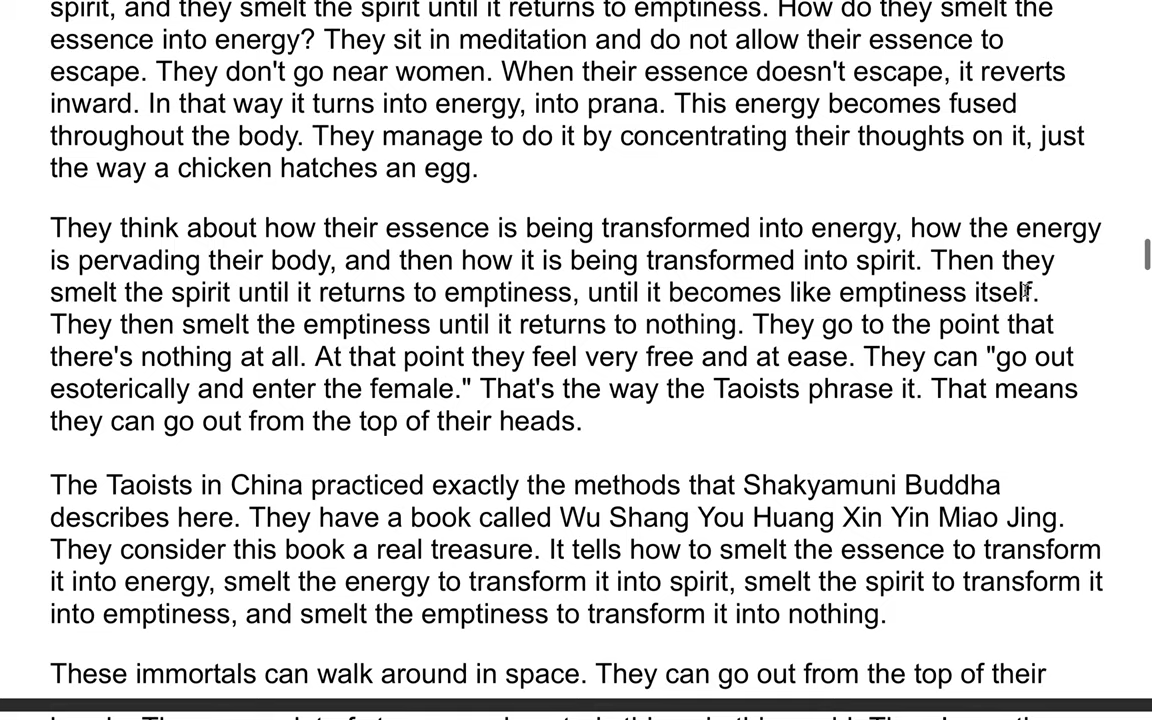 spirit, and they smelt the spirit until it returns to emptiness. How do they smelt the
essence into energy? They sit in meditation and do not allow their essence to
escape. They don't go near women. When their essence doesn't escape, it reverts
inward. In that way it turns into energy, into prana. This energy becomes fused
throughout the body. They manage to do it by concentrating their thoughts on it, just
the way a chicken hatches an egg.
They think about how their essence is being transformed into energy, how the energy
is pervading their body, and then how it is being transformed into spirit. Then they
smelt the spirit until it returns to emptiness, until it becomes like emptiness itself.
They then smelt the emptiness until it returns to nothing. They go to the point that
there's nothing at all. At that point they feel very free and at ease. They can "go out
esoterically and enter the female." That's the way the Taoists phrase it. That means
they can go out from the top of their heads.
The Taoists in China practiced exactly the methods that Shakyamuni Buddha
describes here. They have a book called Wu Shang You Huang Xin Yin Miao Jing.
They consider this book a real treasure. It tells how to smelt the essence to transform
it into energy, smelt the energy to transform it into spirit, smelt the spirit to transform it
into emptiness, and smelt the emptiness to transform it into nothing.
These immortals can walk around in space. They can go out from the top of their